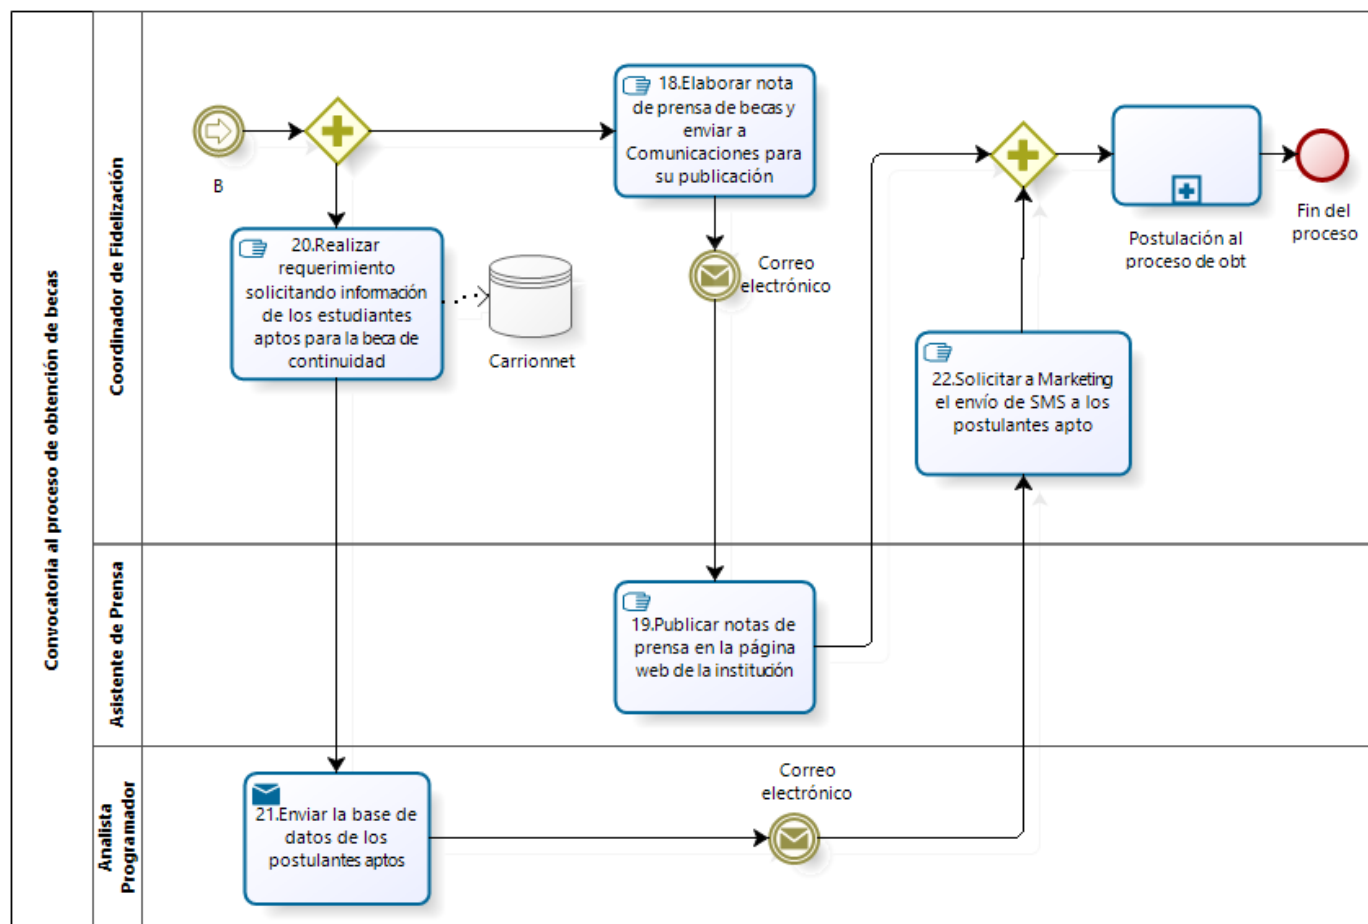 Convocatoria al proceso de obtención de becas
Coordinador de Fidelización
B
18.Elaborar nota
de prensa de becas y
enviar a
Comunicaciones para
su publicación
Correo
electrónico
20.Realizar
requerimiento
solicitando información
de los estudiantes
aptos para la beca de
continuidad
Carrionnet
22.Solicitar a Marketing
el envío de SMS a los
postulantes apto
Postulación al
proceso de obt
Fin del
proceso
Asistente de Prensa
19.Publicar notas de
prensa en la página
web de la institución
Analista
Programador
21.Enviar la base de
datos de los
postulantes aptos
Correo
electrónico